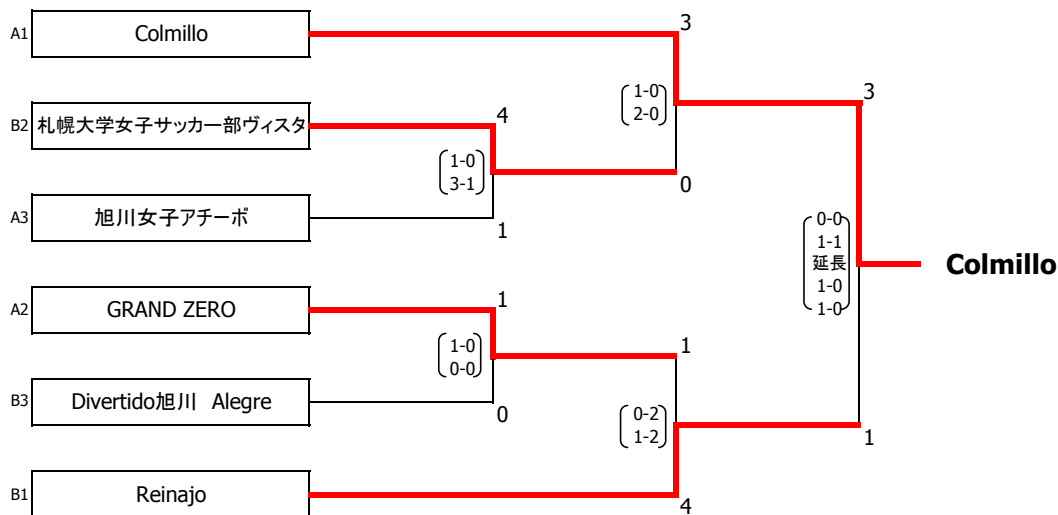 3
A1 Colmillo
1-0
2-0
3
B2 札幌大学女子サッカー部ヴィスタ
4
1-0
3-1
0
A3 旭川女子アチーボ
1
0-0
1-1
延長
1-0
1-0
Colmillo
A2 GRAND ZERO
1
1-0
0-0
1
B3 Divertido旭川 Alegre
0
0-2
1-2
1
B1 Reinajo
4